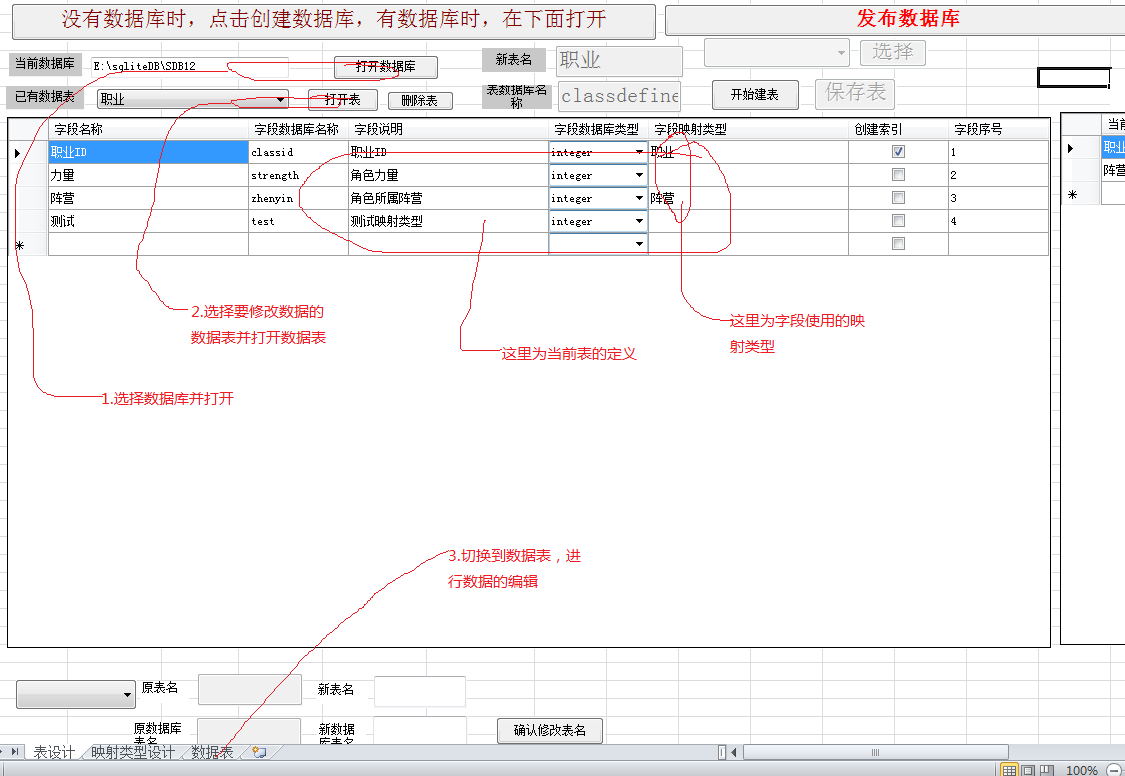 没有数据库时，点击创建数据库，有数据库时，在下面打开
发布数据库
当前数据库 E:\sqliteDB\SDB12 打开数据库 新表名 职业 选择
已有数据表 职业 打开表 删除表 表数据库名称 classdefine 开始建表 保存表
字段名称 字段数据库名称 字段说明 字段数据库类型 字段映射类型 创建索引 字段序号 当前
职业ID classid 职业ID integer 职业 1 职业
力量 strength 角色力量 integer 2 阵营
阵营 zhenyin 角色所属阵营 integer 阵营 3
测试 test 测试映射类型 integer 4
2.选择要修改数据的
数据表并打开数据表
这里为字段使用的映
射类型
这里为当前表的定义
1.选择数据库并打开
3.切换到数据表，进
行数据的编辑
原表名 新表名
原数据库表名 新数据库表名 确认修改表名
表设计 映射类型设计 数据表
100%